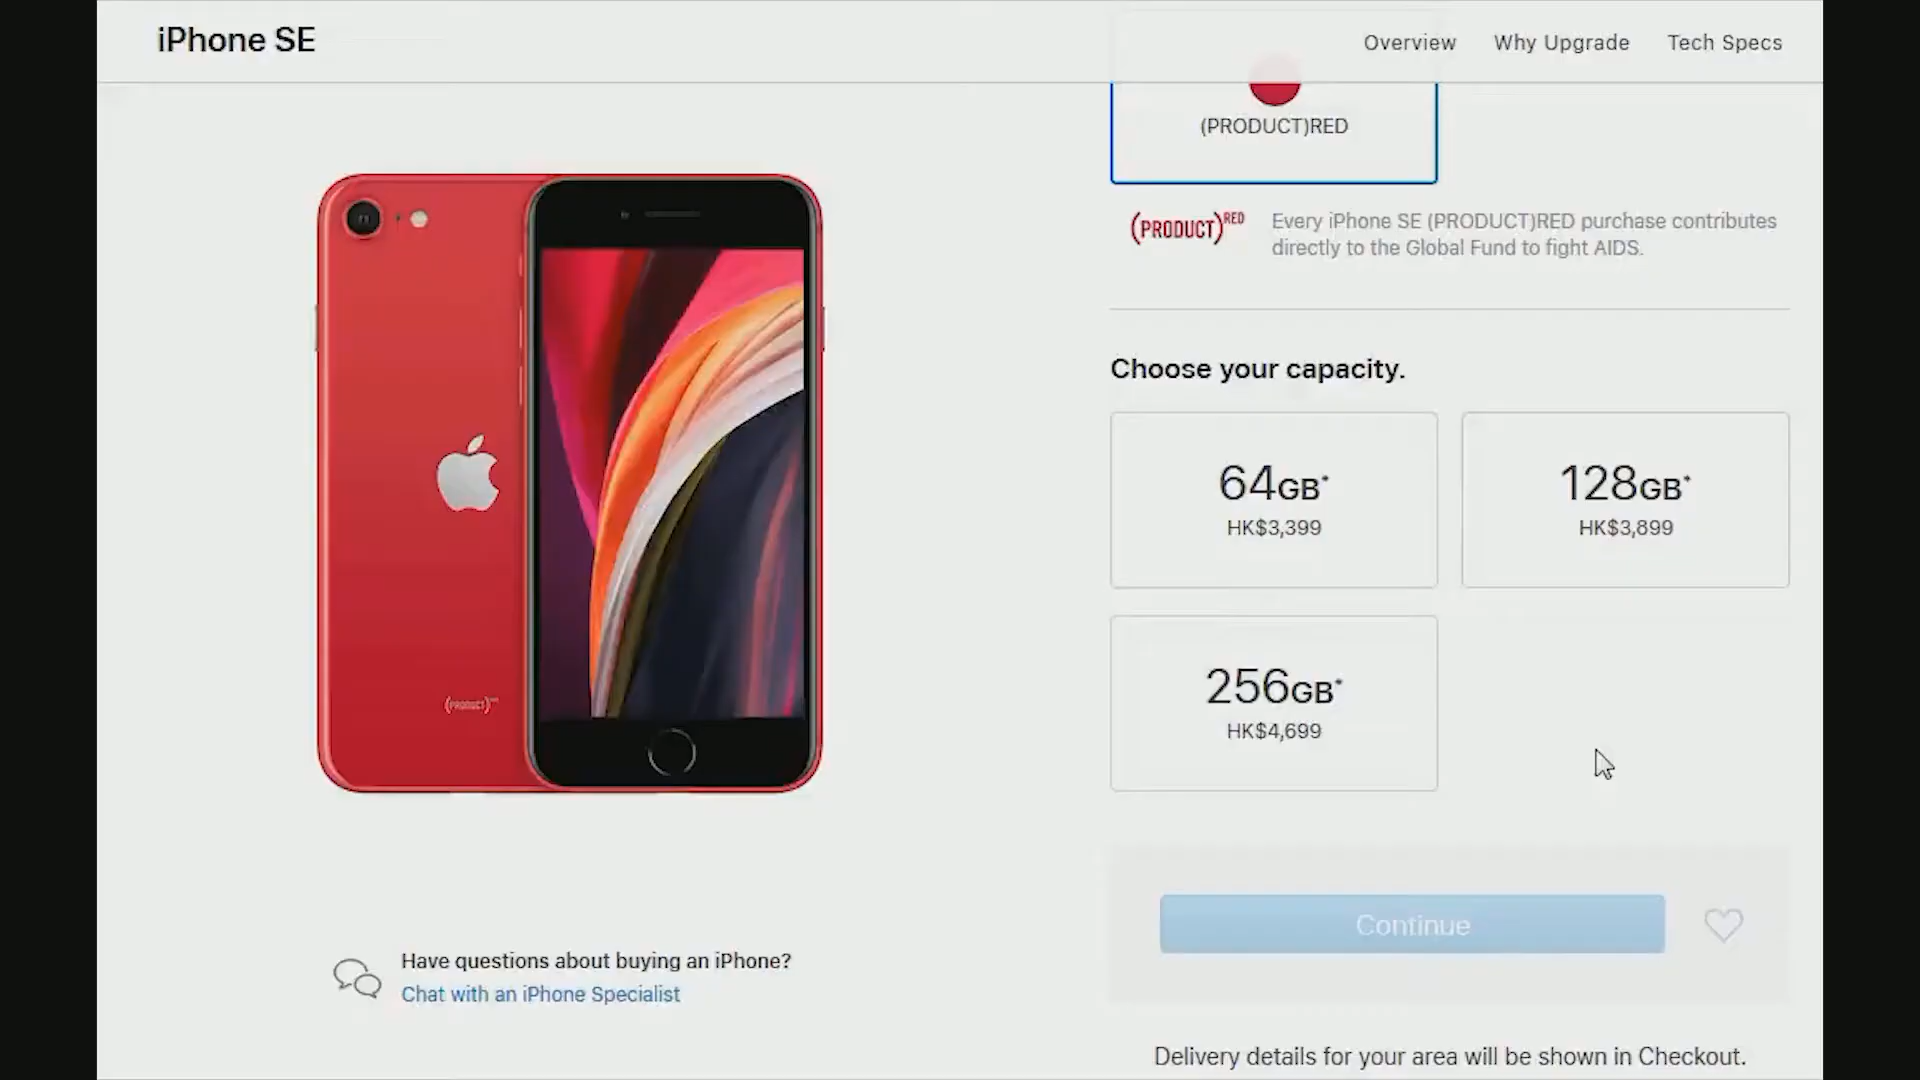 iPhone SE
Overview
Why Upgrade
Tech Specs
(PRODUCT)RED
(PRODUCT)RED
Every iPhone SE (PRODUCT)RED purchase contributes
directly to the Global Fund to fight AIDS.
Choose your capacity.
64GB*
HK$3,399
128GB*
HK$3,899
256GB*
HK$4,699
(PRODUCT)
Continue
Have questions about buying an iPhone?
Chat with an iPhone Specialist
Delivery details for your area will be shown in Checkout.